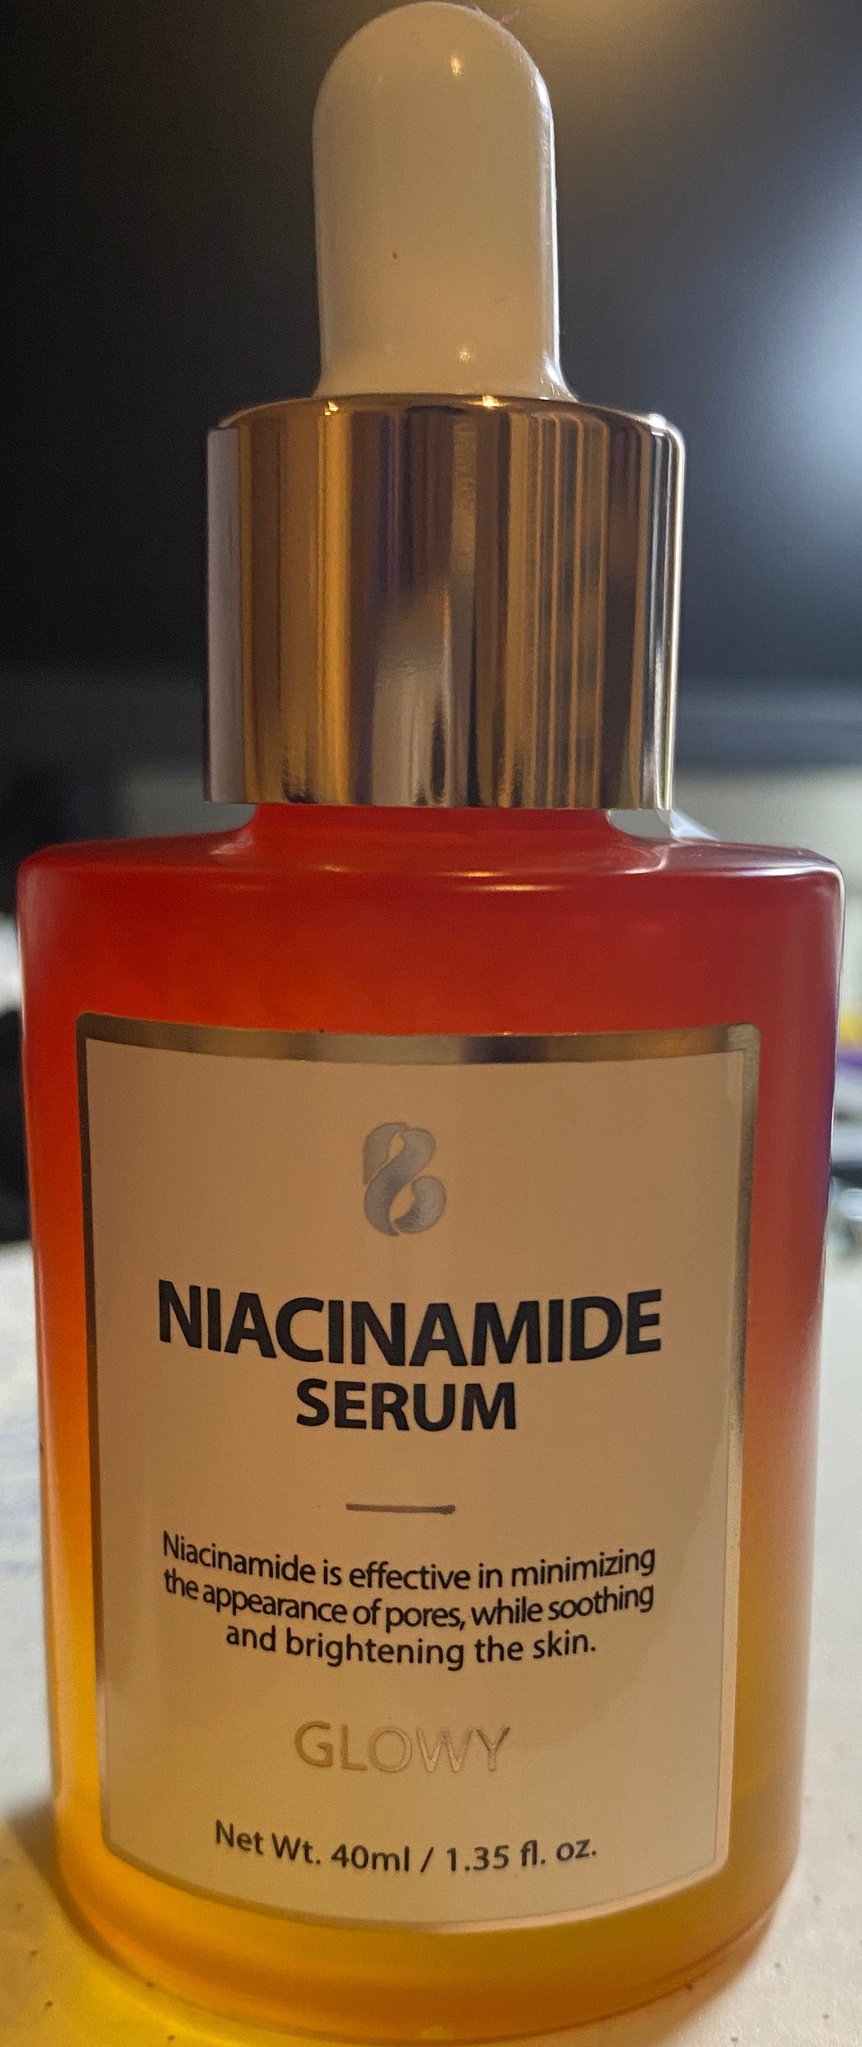 NIACINAMIDE
SERUM
Niacinamide is effective in minimizing
the appearance of pores, while soothing
and brightening the skin.
GLOWY
Net Wt. 40ml / 1.35 fl. oz.